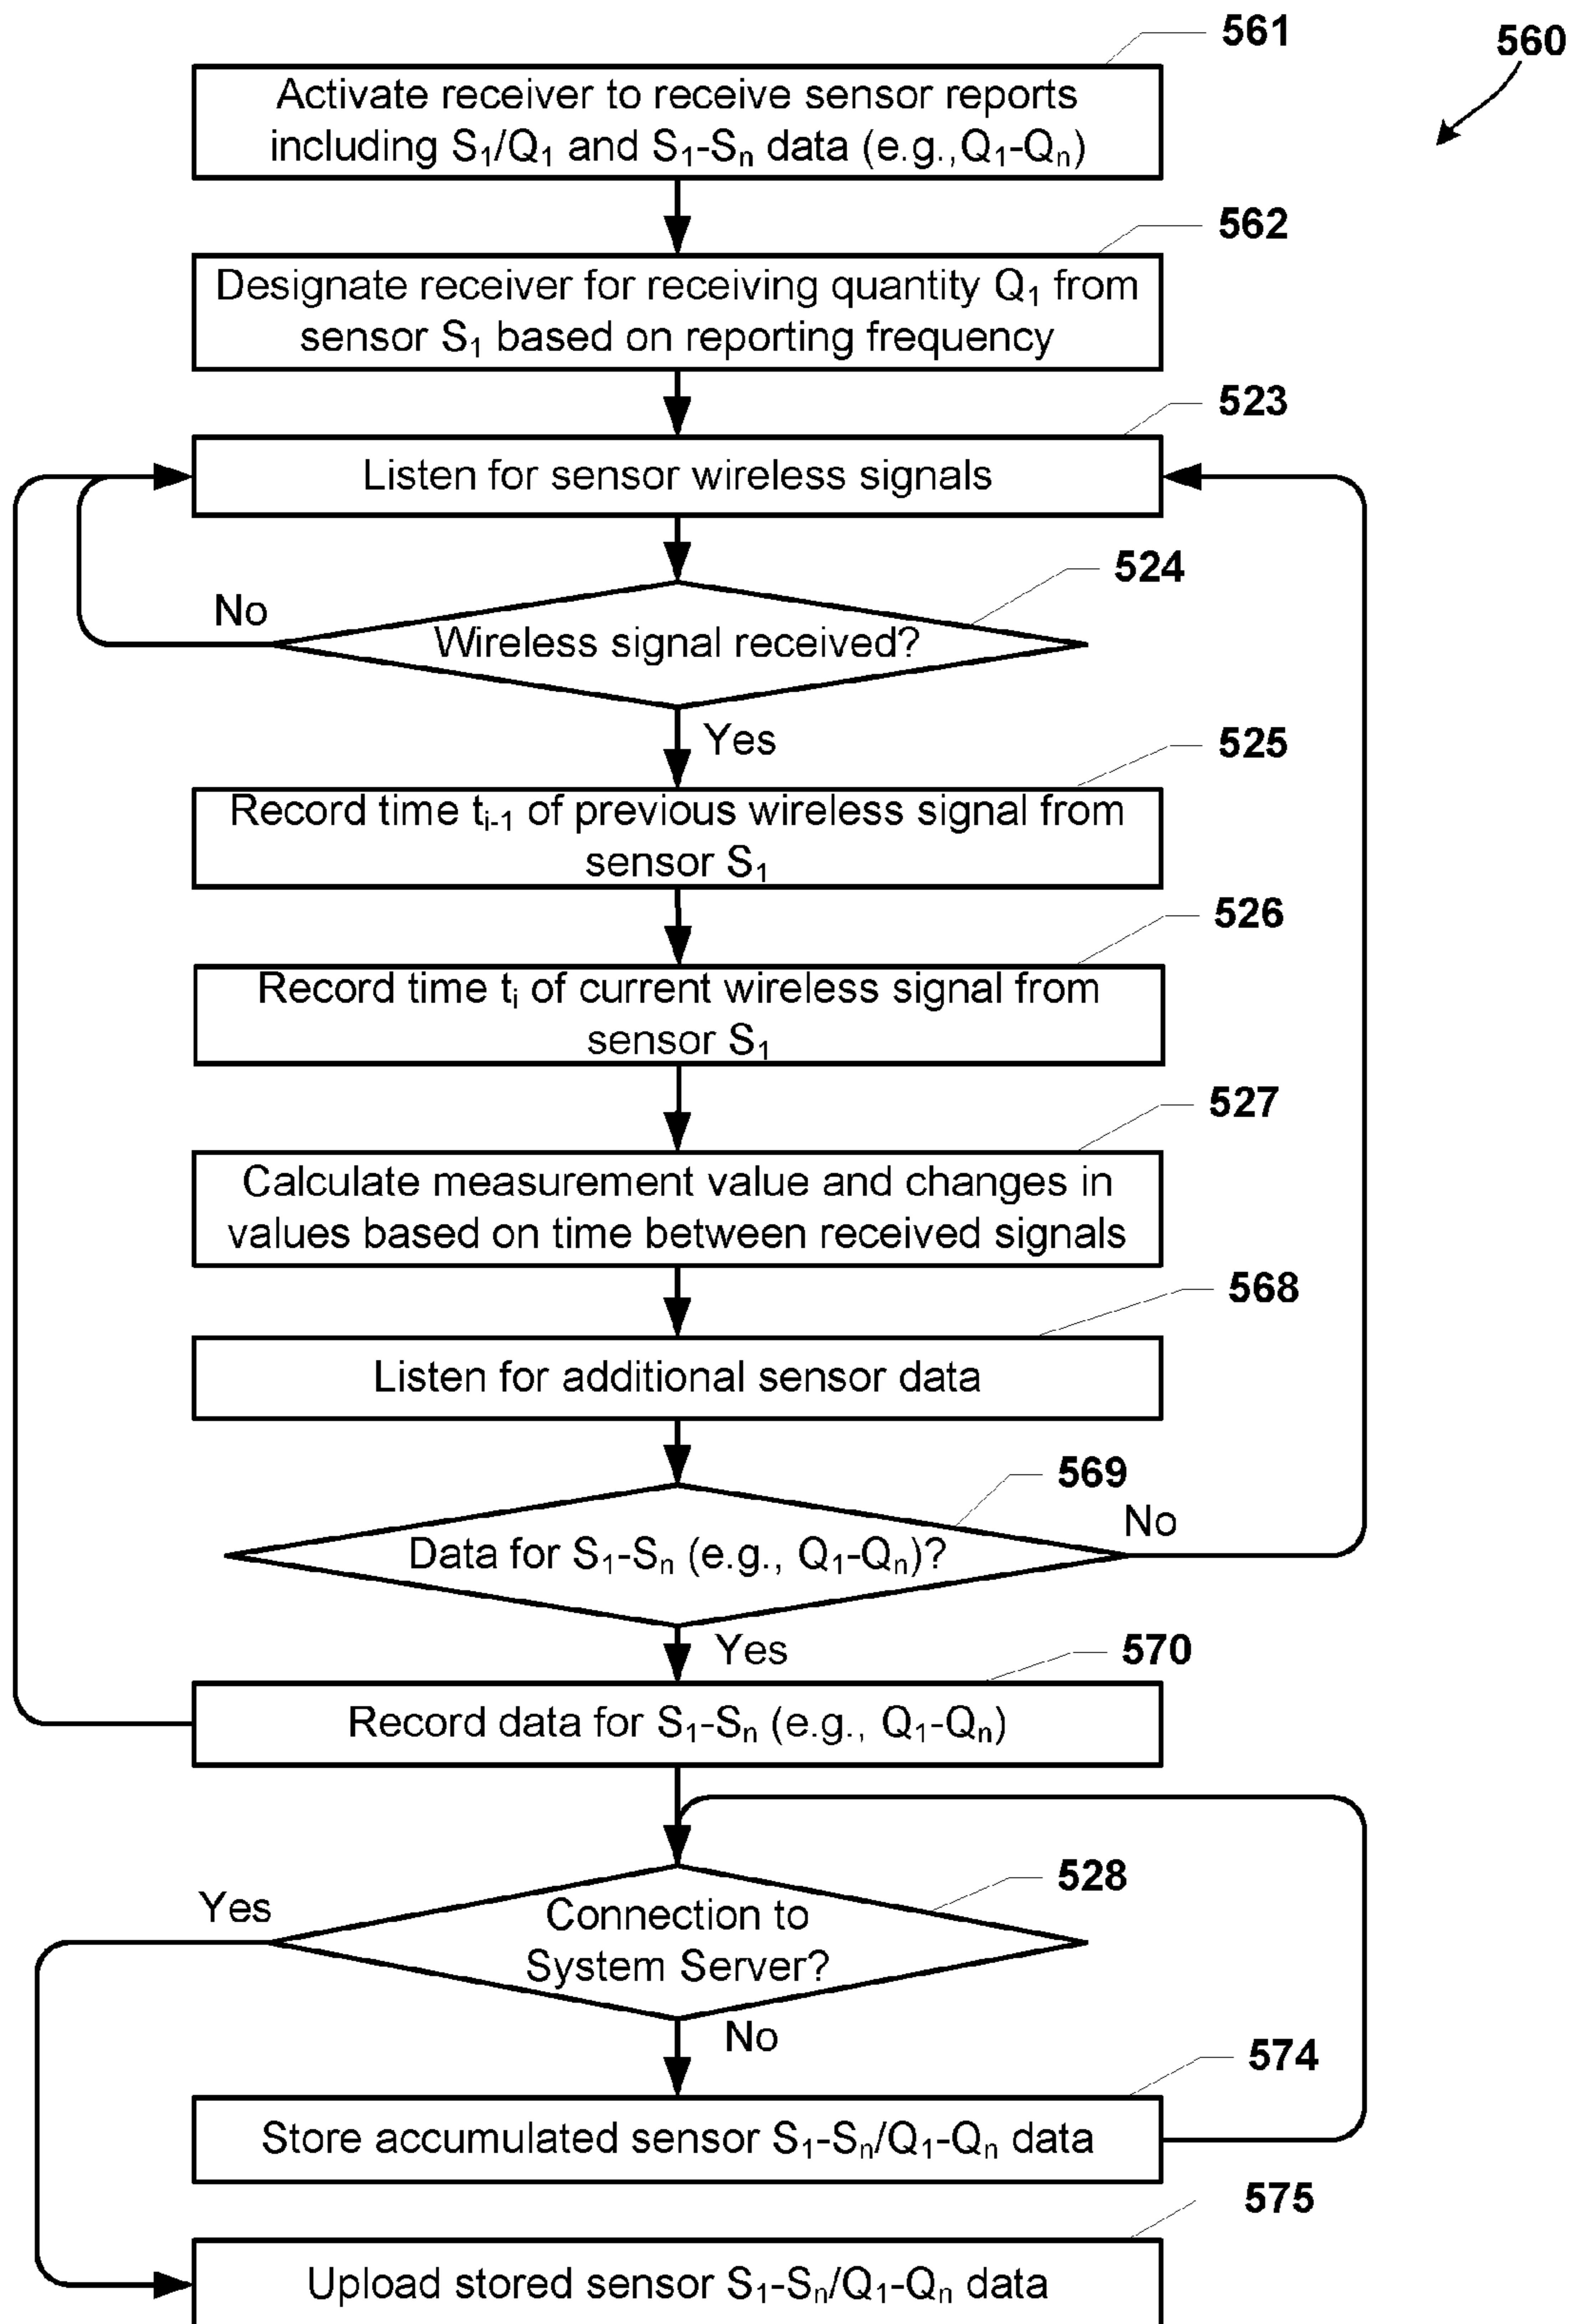 561
560
Activate receiver to receive sensor reports
including S₁/Q₁ and S₁-Sₙ data (e.g.,Q₁-Qₙ)
562
Designate receiver for receiving quantity Q₁ from
sensor S₁ based on reporting frequency
523
Listen for sensor wireless signals
524
No
Wireless signal received?
Yes
525
Record time tᵢ₋₁ of previous wireless signal from
sensor S₁
526
Record time tᵢ of current wireless signal from
sensor S₁
527
Calculate measurement value and changes in
values based on time between received signals
568
Listen for additional sensor data
569
No
Data for S₁-Sₙ (e.g., Q₁-Qₙ)?
Yes
570
Record data for S₁-Sₙ (e.g., Q₁-Qₙ)
528
Yes
Connection to
System Server?
No
574
Store accumulated sensor S₁-Sₙ/Q₁-Qₙ data
575
Upload stored sensor S₁-Sₙ/Q₁-Qₙ data